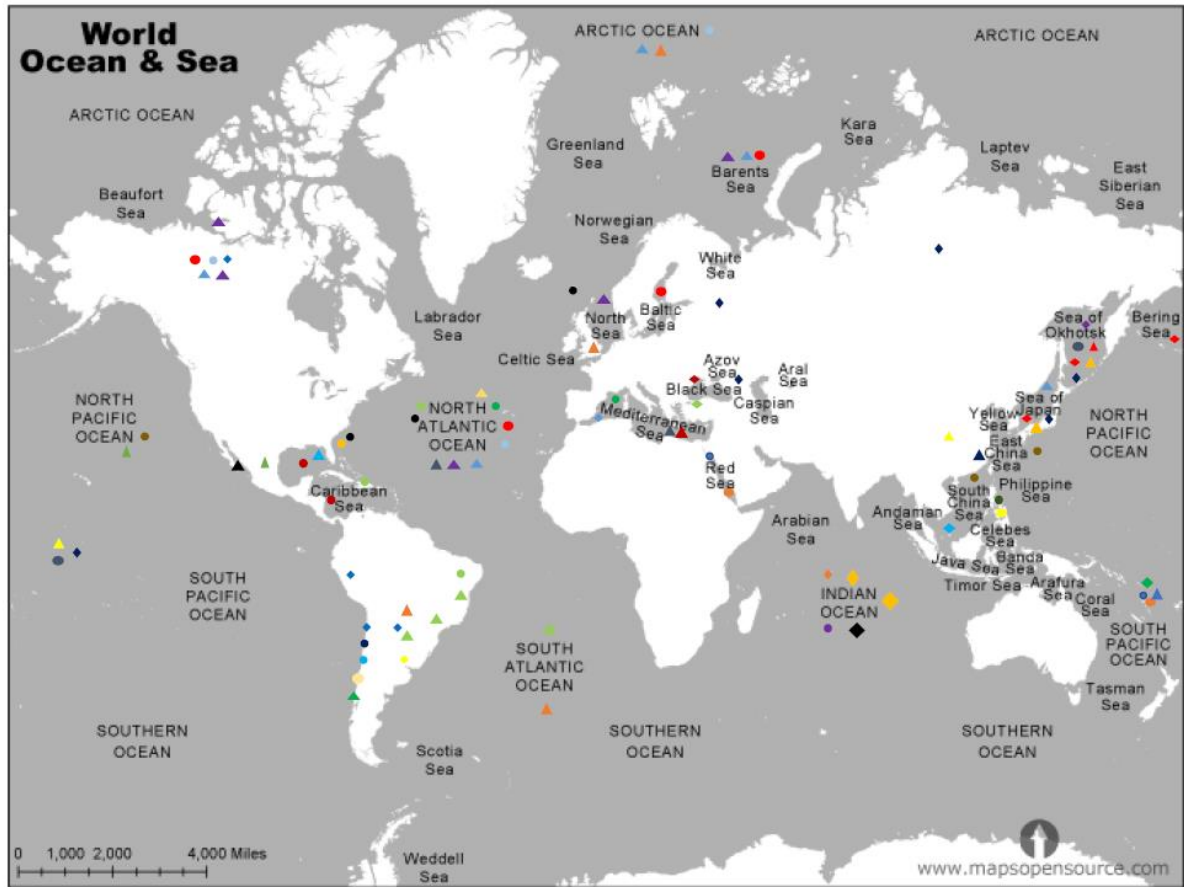 World
Ocean & Sea
ARCTIC OCEAN
ARCTIC OCEAN
ARCTIC OCEAN
Kara
Sea
Greenland
Sea
Laptev
Sea
Barents
Sea
East
Siberian
Sea
Beaufort
Sea
Norwegian
Sea
White
Sea
Labrador
Sea
North
Sea
Baltic
Sea
Sea of
Okhotsk
Bering
Sea
Celtic Sea
Azov
Sea
Aral
Sea
Black Sea
Caspian
Sea
NORTH
PACIFIC
OCEAN
NORTH
ATLANTIC
OCEAN
Mediterranean
Sea
Sea of
Japan
Yellow
Sea
East
China
Sea
NORTH
PACIFIC
OCEAN
Red
Sea
Caribbean
Sea
South
China
Sea
Philippine
Sea
Arabian
Sea
Andaman
Sea
Celebes
Sea
Java Sea
Banda
Sea
Timor Sea
Arafura
Sea
Coral
Sea
SOUTH
PACIFIC
OCEAN
INDIAN
OCEAN
SOUTH
PACIFIC
OCEAN
SOUTH
ATLANTIC
OCEAN
Tasman
Sea
SOUTHERN
OCEAN
SOUTHERN
OCEAN
SOUTHERN
OCEAN
Scotia
Sea
Weddell
Sea
0 1,000 2,000 4,000 Miles
www.mapsopensource.com